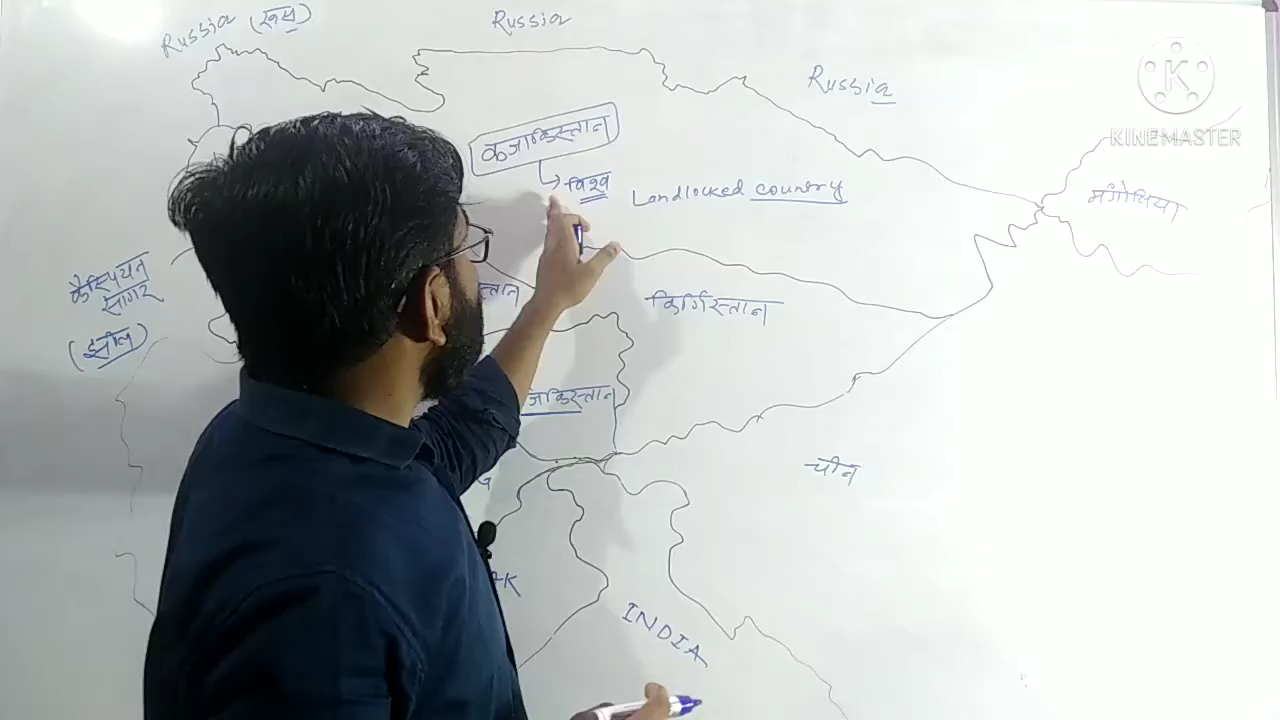 Russia (रूस)
Russia
Russia
KINEMASTER
कजाकिस्तान
विश्व Landlocked country
मंगोलिया
कैस्पियन
सागर
(झील)
स्तान
किर्गिस्तान
जकिस्तान
चीन
INDIA